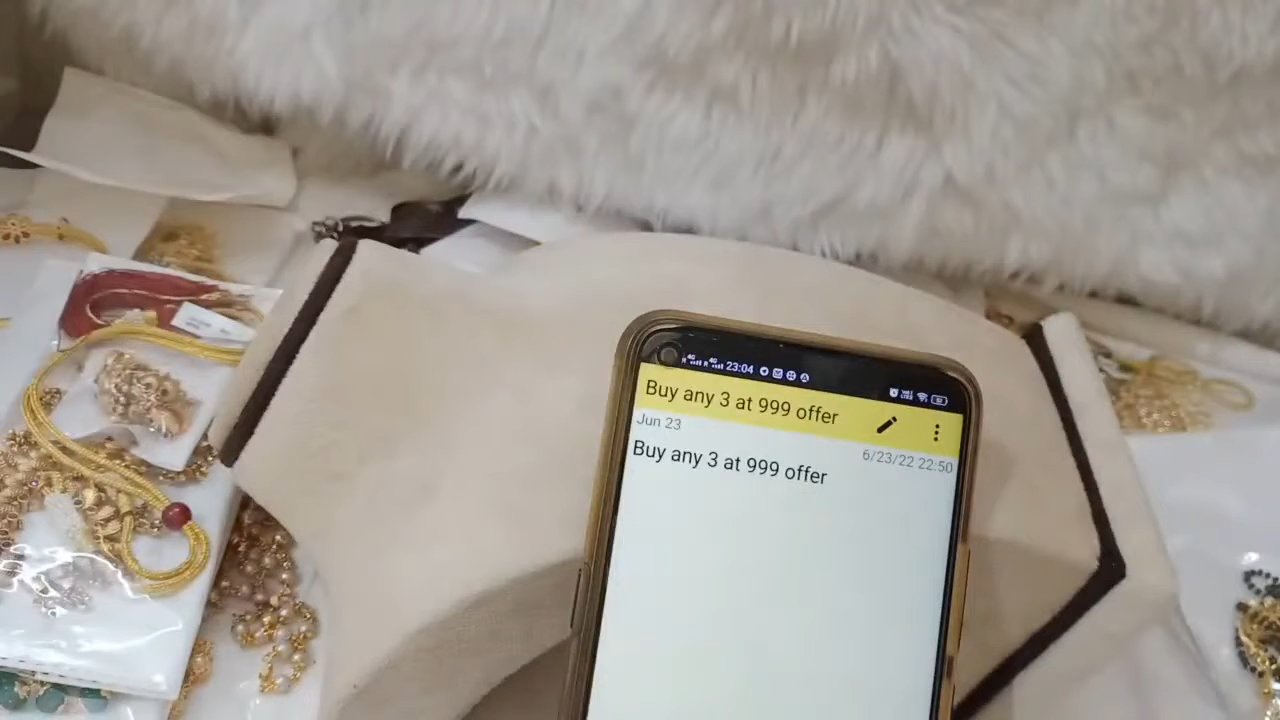 23:04
Buy any 3 at 999 offer
Jun 23
6/23/22 22:50
Buy any 3 at 999 offer